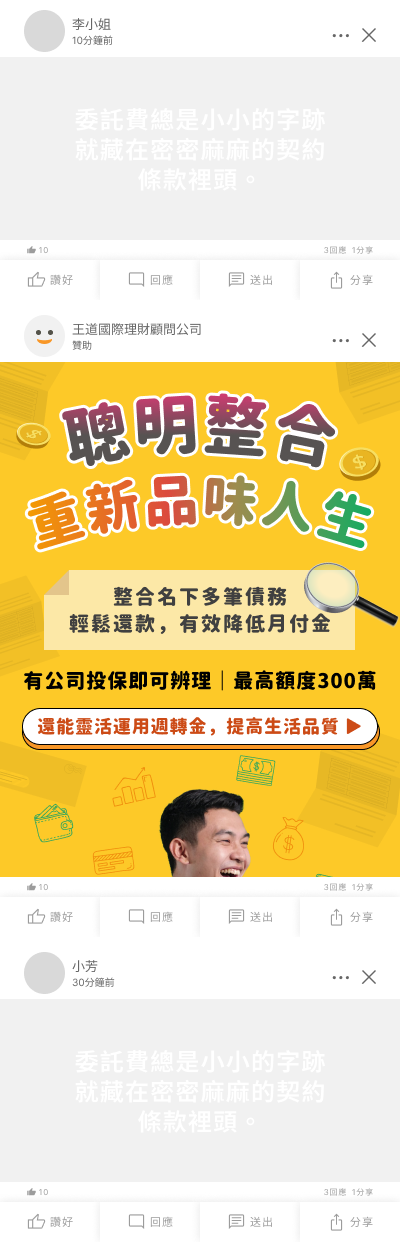 李小姐
10分鐘前
委託費總是小小的字跡
就藏在密密麻麻的契約
條款裡頭。
10
3回應 1分享
讚好 回應 送出 分享
王道國際理財顧問公司
贊助
聰明整合
重新品味人生
整合名下多筆債務
輕鬆還款，有效降低月付金
有公司投保即可辨理｜最高額度300萬
還能靈活運用週轉金，提高生活品質
10
3回應 1分享
讚好 回應 送出 分享
小芳
30分鐘前
委託費總是小小的字跡
就藏在密密麻麻的契約
條款裡頭。
10
3回應 1分享
讚好 回應 送出 分享